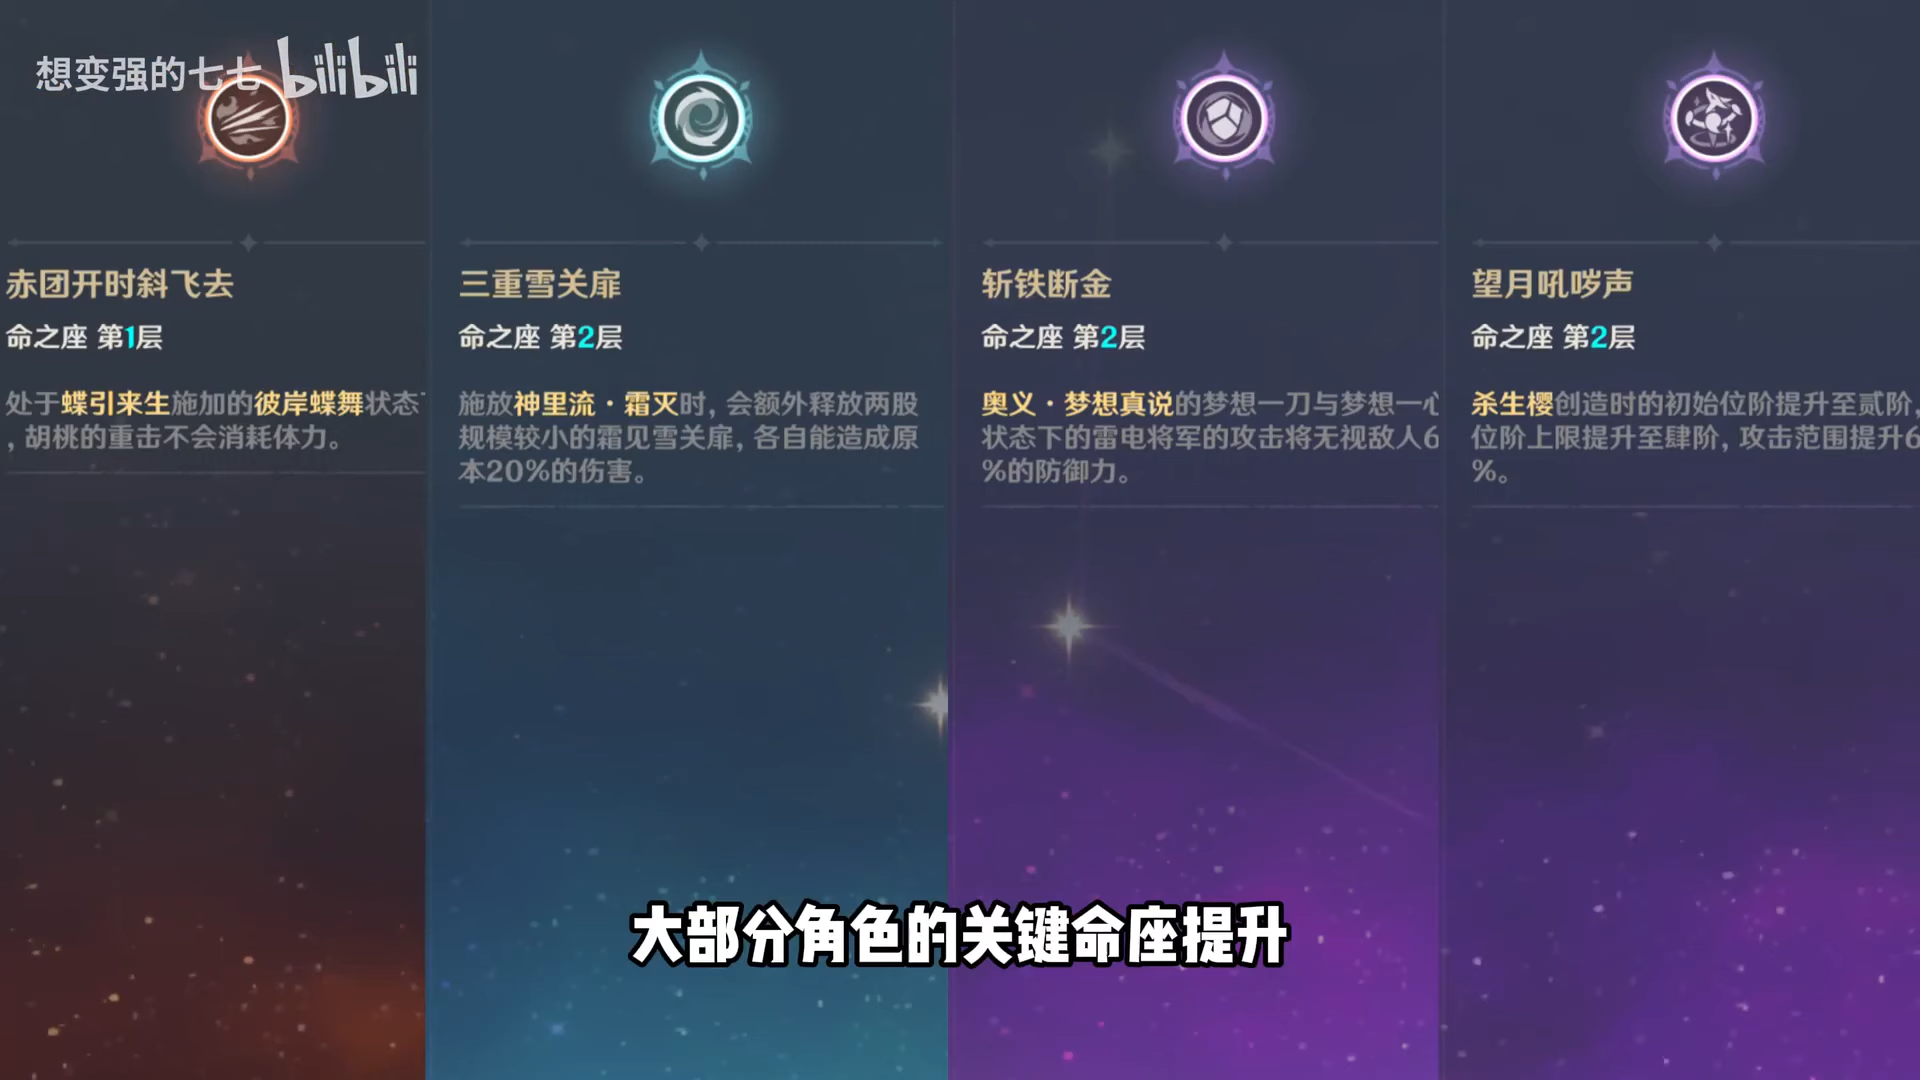 想变强的七七 bilibili
赤团开时斜飞去
命之座 第1层
处于蝶引来生施加的彼岸蝶舞状态
，胡桃的重击不会消耗体力。
三重雪关扉
命之座 第2层
施放神里流·霜灭时，会额外释放两股
规模较小的霜见雪关扉，各自能造成原
本20%的伤害。
斩铁断金
命之座 第2层
奥义·梦想真说的梦想一刀与梦想一心
状态下的雷电将军的攻击将无视敌人6
%的防御力。
望月吼哕声
命之座 第2层
杀生樱创造时的初始位阶提升至贰阶，
位阶上限提升至肆阶，攻击范围提升6
%。
大部分角色的关键命座提升